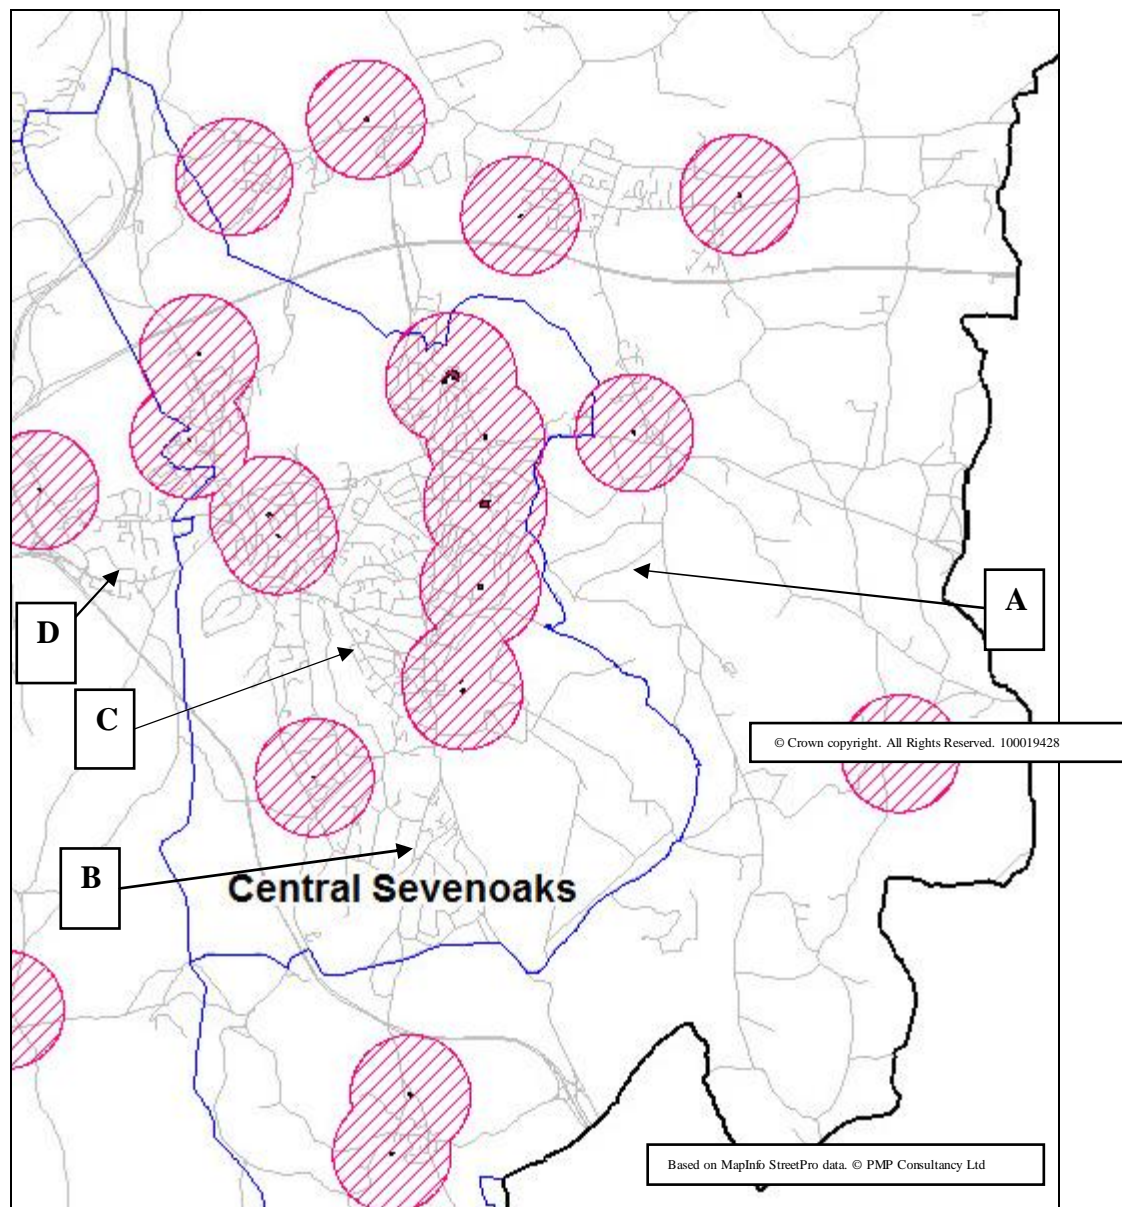 A
D
C
© Crown copyright. All Rights Reserved. 100019428
B
Central Sevenoaks
Based on MapInfo StreetPro data. © PMP Consultancy Ltd